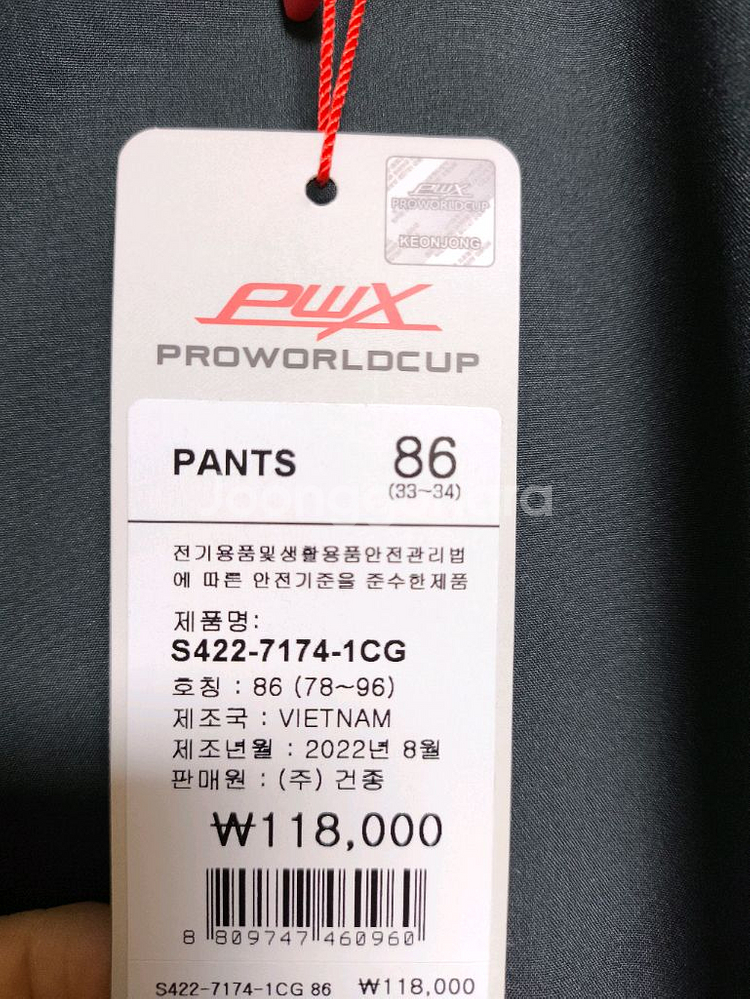 PWX
PROWORLDCUP
KEONJONG
PWX
PROWORLDCUP
PANTS 86
(33~34)
전기용품및생활용품안전관리법
에 따른 안전기준을 준수한제품
제품명:
S422-7174-1CG
호칭 : 86 (78~96)
제조국 : VIETNAM
제조년월 : 2022년 8월
판매원 : (주) 건종
₩118,000
8 809747 460960
S422-7174-1CG 86 ₩118,000